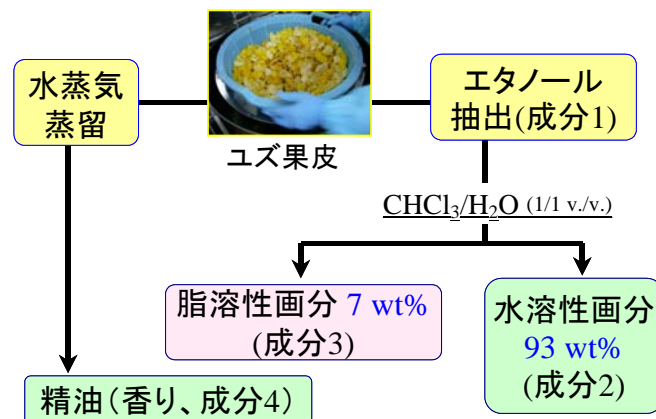 水蒸気
蒸留
ユズ果皮
エタノール
抽出(成分1)
CHCl3/H2O (1/1 v./v.)
脂溶性画分 7 wt%
(成分3)
水溶性画分
93 wt%
(成分2)
精油(香り、成分4)